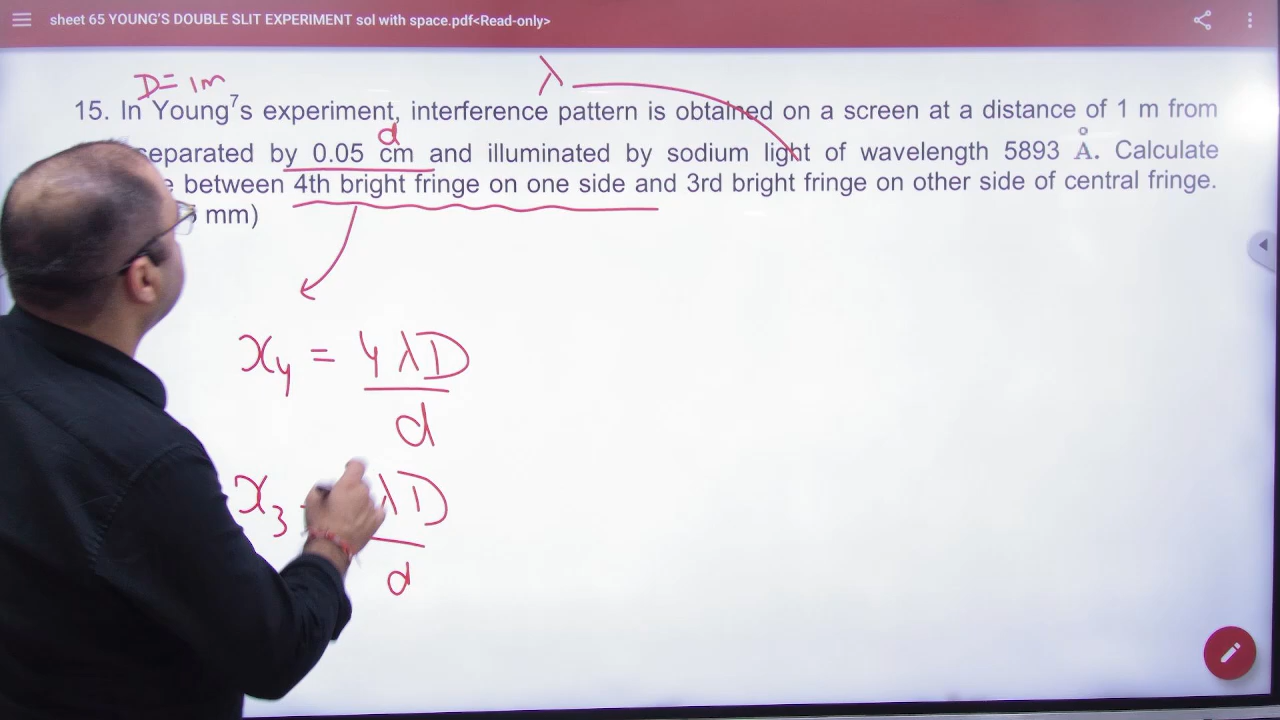 sheet 65 YOUNG'S DOUBLE SLIT EXPERIMENT sol with space.pdf<Read-only>
D = 1m
λ
15. In Young⁷s experiment, interference pattern is obtained on a screen at a distance of 1 m from
d
separated by 0.05 cm and illuminated by sodium light of wavelength 5893 Å. Calculate
between 4th bright fringe on one side and 3rd bright fringe on other side of central fringe.
mm)
x₄ = 4λD
d
x₃ λD
d